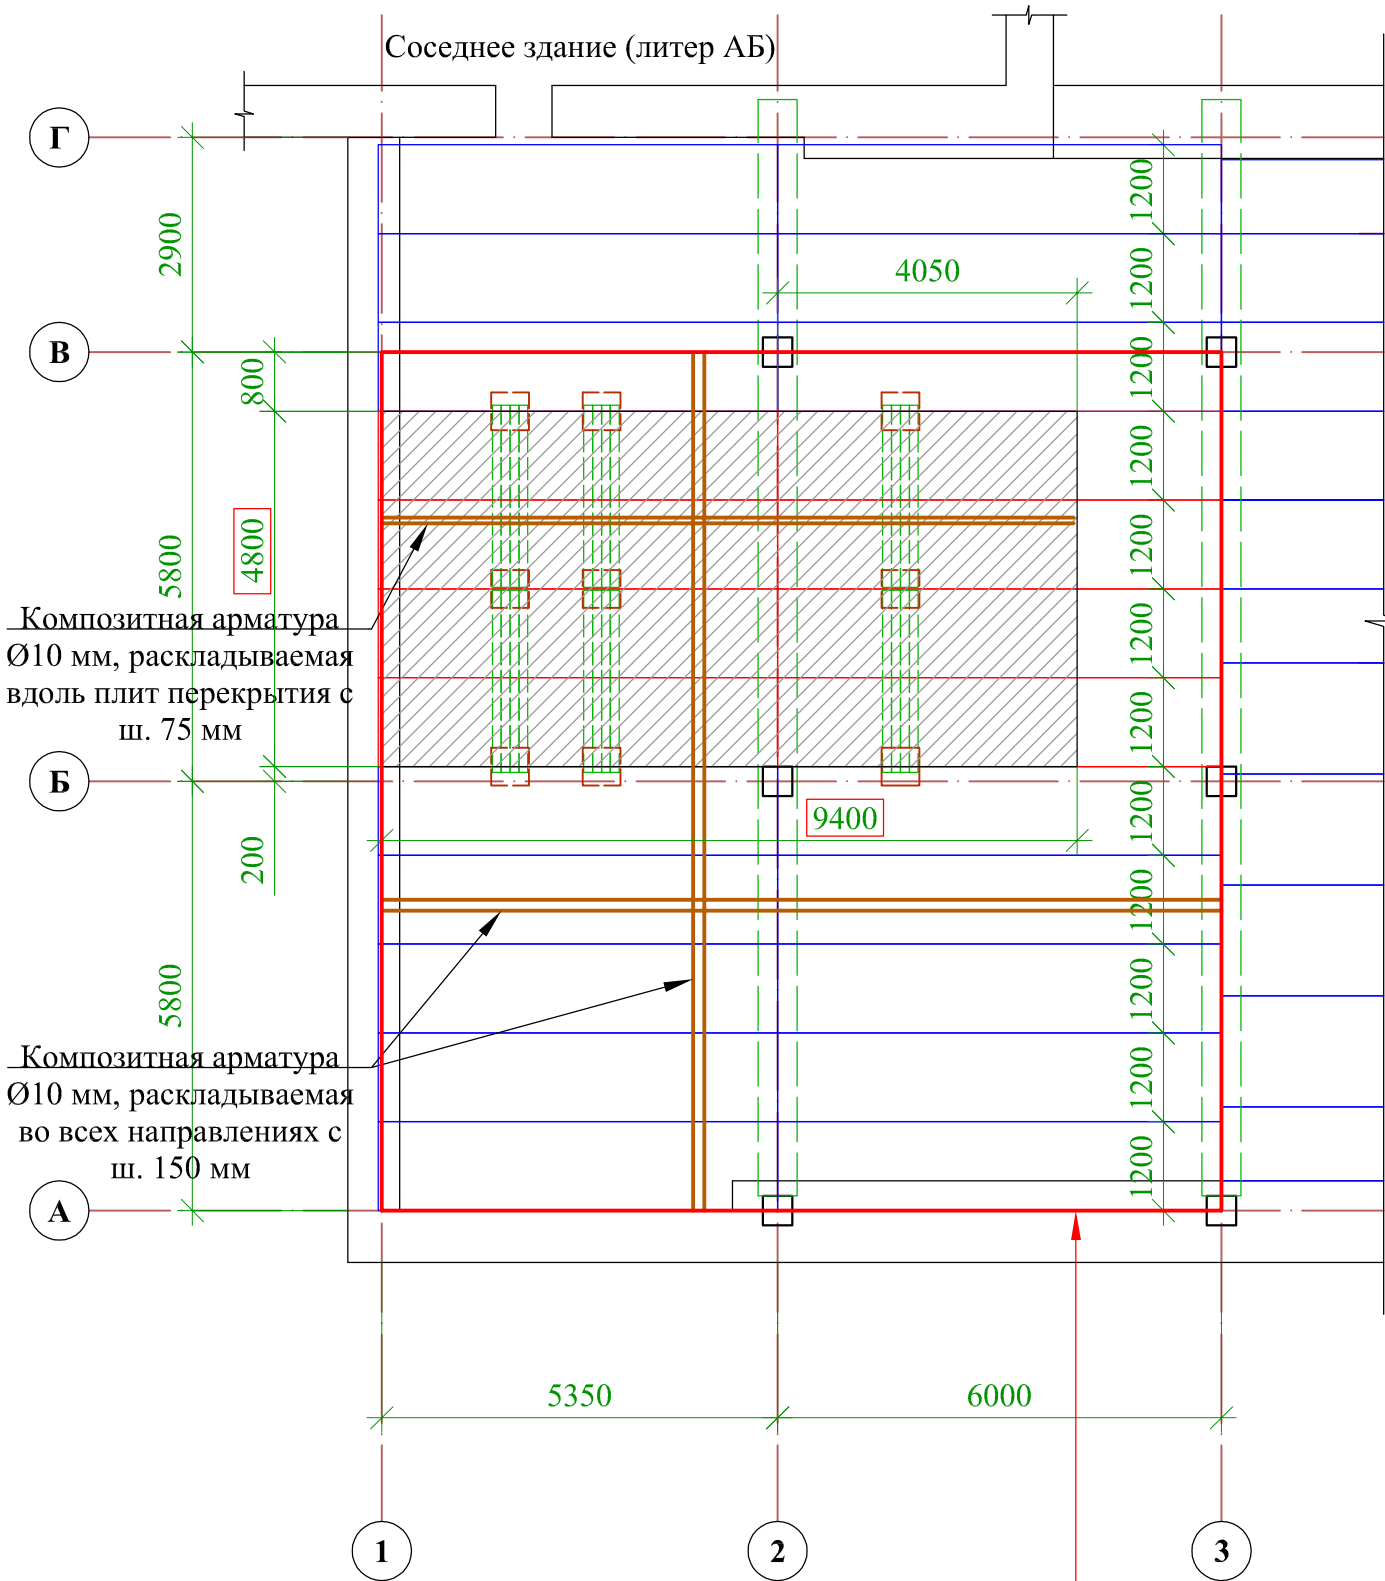 Соседнее здание (литер АБ)
Г
2900
1200
1200
4050
В
800
1200
1200
5800
4800
1200
Композитная арматура
Ø10 мм, раскладываемая
вдоль плит перекрытия с
ш. 75 мм
1200
1200
Б
9400
200
1200
1200
5800
1200
Композитная арматура
Ø10 мм, раскладываемая
во всех направлениях с
ш. 150 мм
1200
1200
А
5350
6000
1
2
3